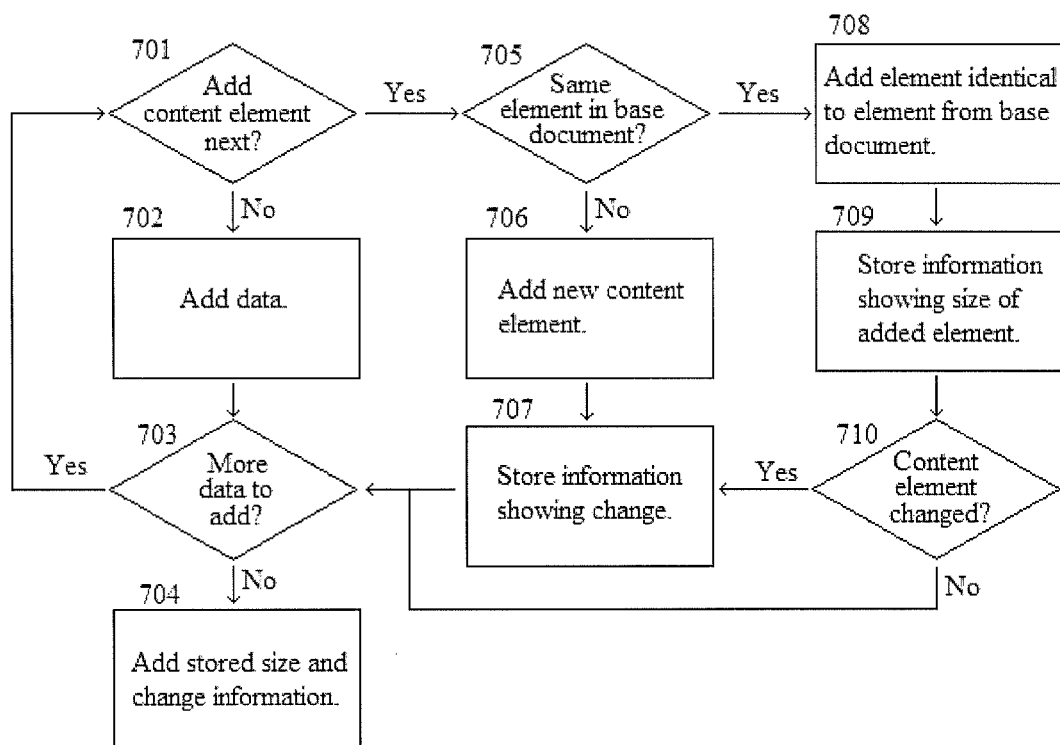 701
Add
content element
next?
Yes
705
Same
element in base
document?
Yes
708
Add element identical
to element from base
document.
No
702
Add data.
No
706
Add new content
element.
709
Store information
showing size of
added element.
703
More
data to
add?
Yes
707
Store information
showing change.
Yes
710
Content
element
changed?
No
No
704
Add stored size and
change information.